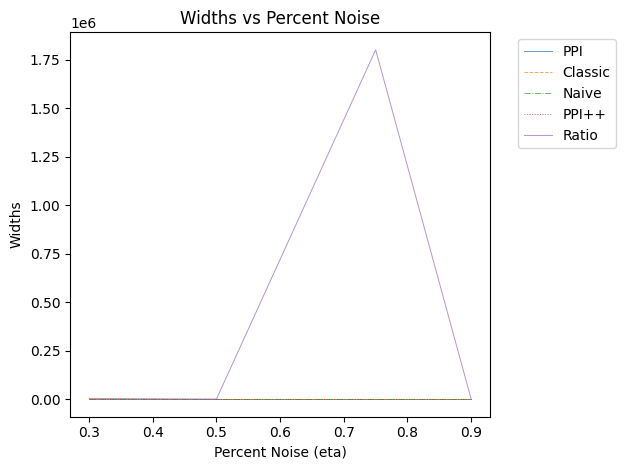 Widths vs Percent Noise
1e6
1.75
1.50
1.25
1.00
0.75
0.50
0.25
0.00
Widths
0.3 0.4 0.5 0.6 0.7 0.8 0.9
Percent Noise (eta)
PPI
Classic
Naive
PPI++
Ratio